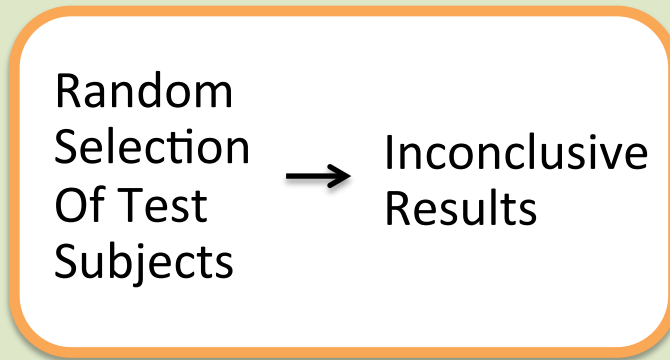 Random
Selection
Of Test
Subjects
Inconclusive
Results